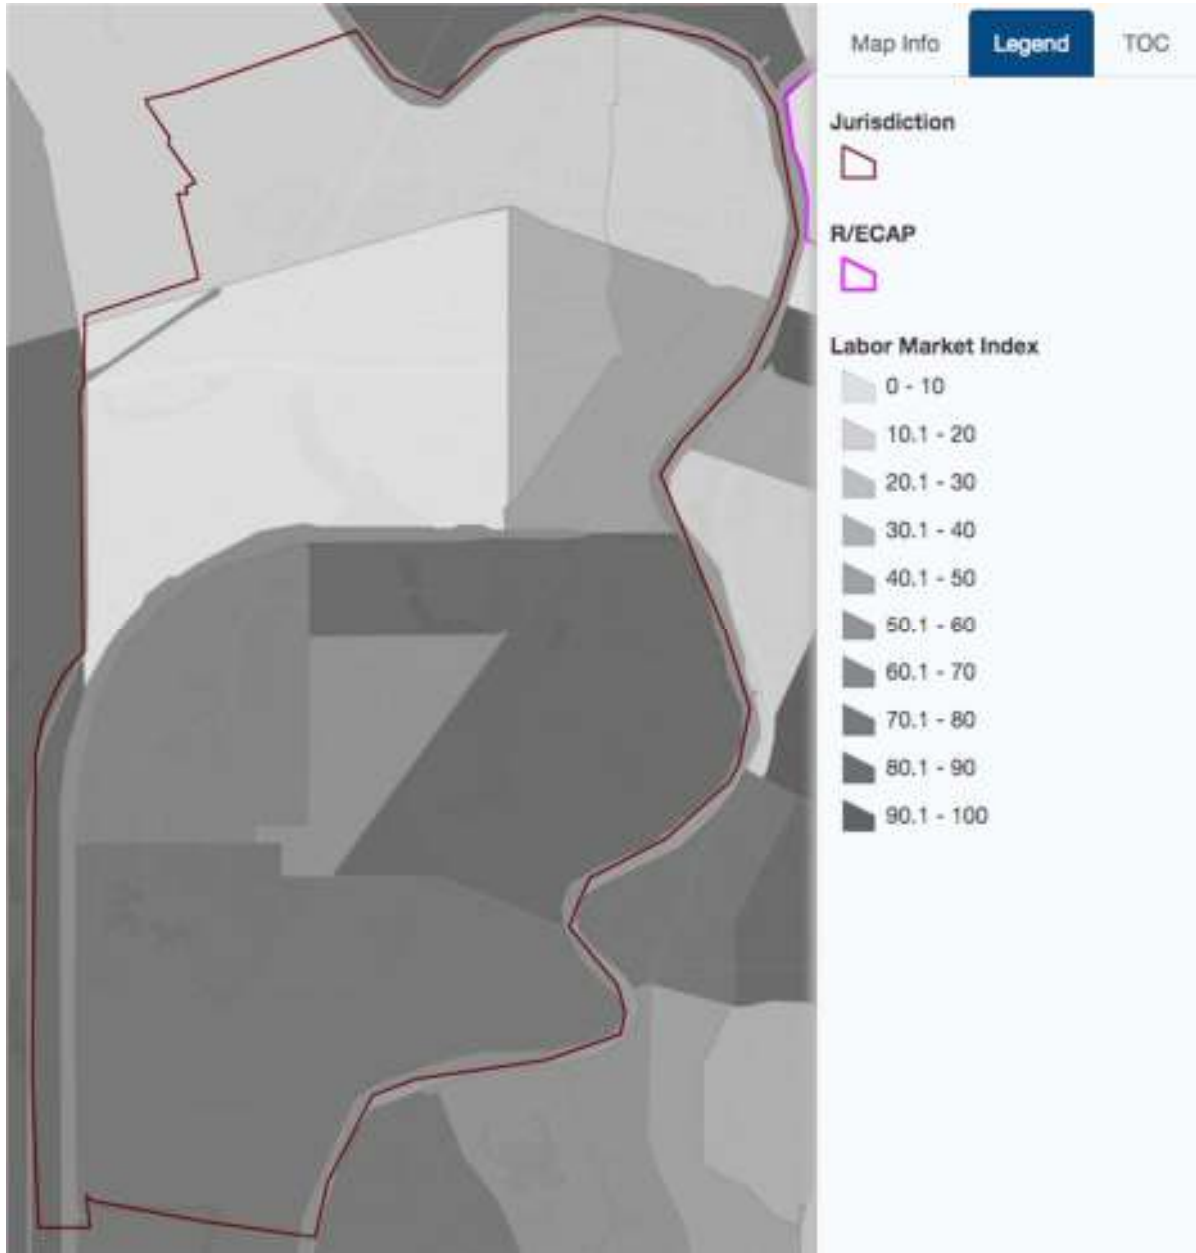 Map Info Legend TOC
Jurisdiction
R/ECAP
Labor Market Index
0 - 10
10.1 - 20
20.1 - 30
30.1 - 40
40.1 - 50
50.1 - 60
60.1 - 70
70.1 - 80
80.1 - 90
90.1 - 100